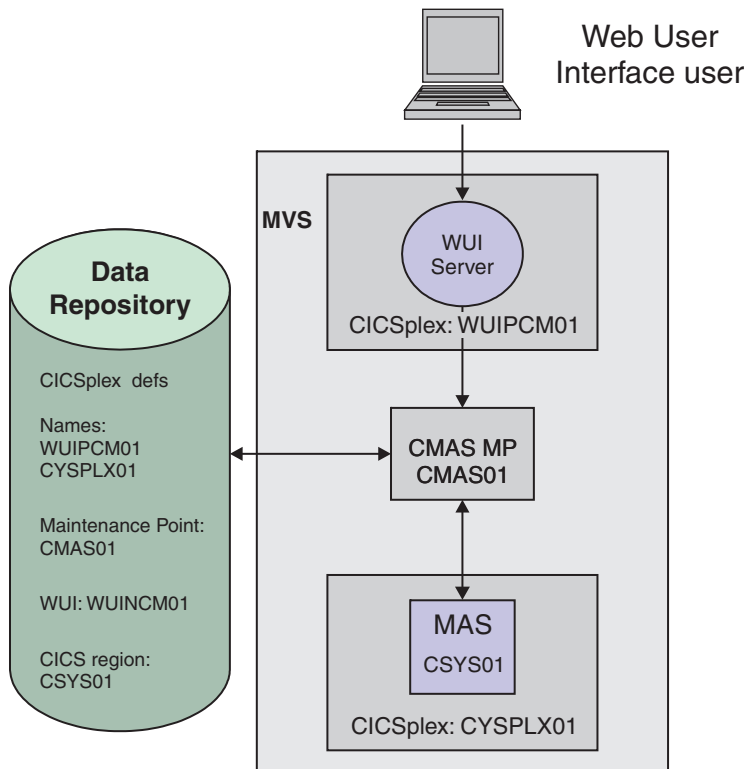 Web User
Interface user
MVS
WUI
Server
CICSplex: WUIPCM01
Data
Repository
CICSplex defs
Names:
WUIPCM01
CYSPLX01
Maintenance Point:
CMAS01
WUI: WUINCM01
CICS region:
CSYS01
CMAS MP
CMAS01
MAS
CSYS01
CICSplex: CYSPLX01